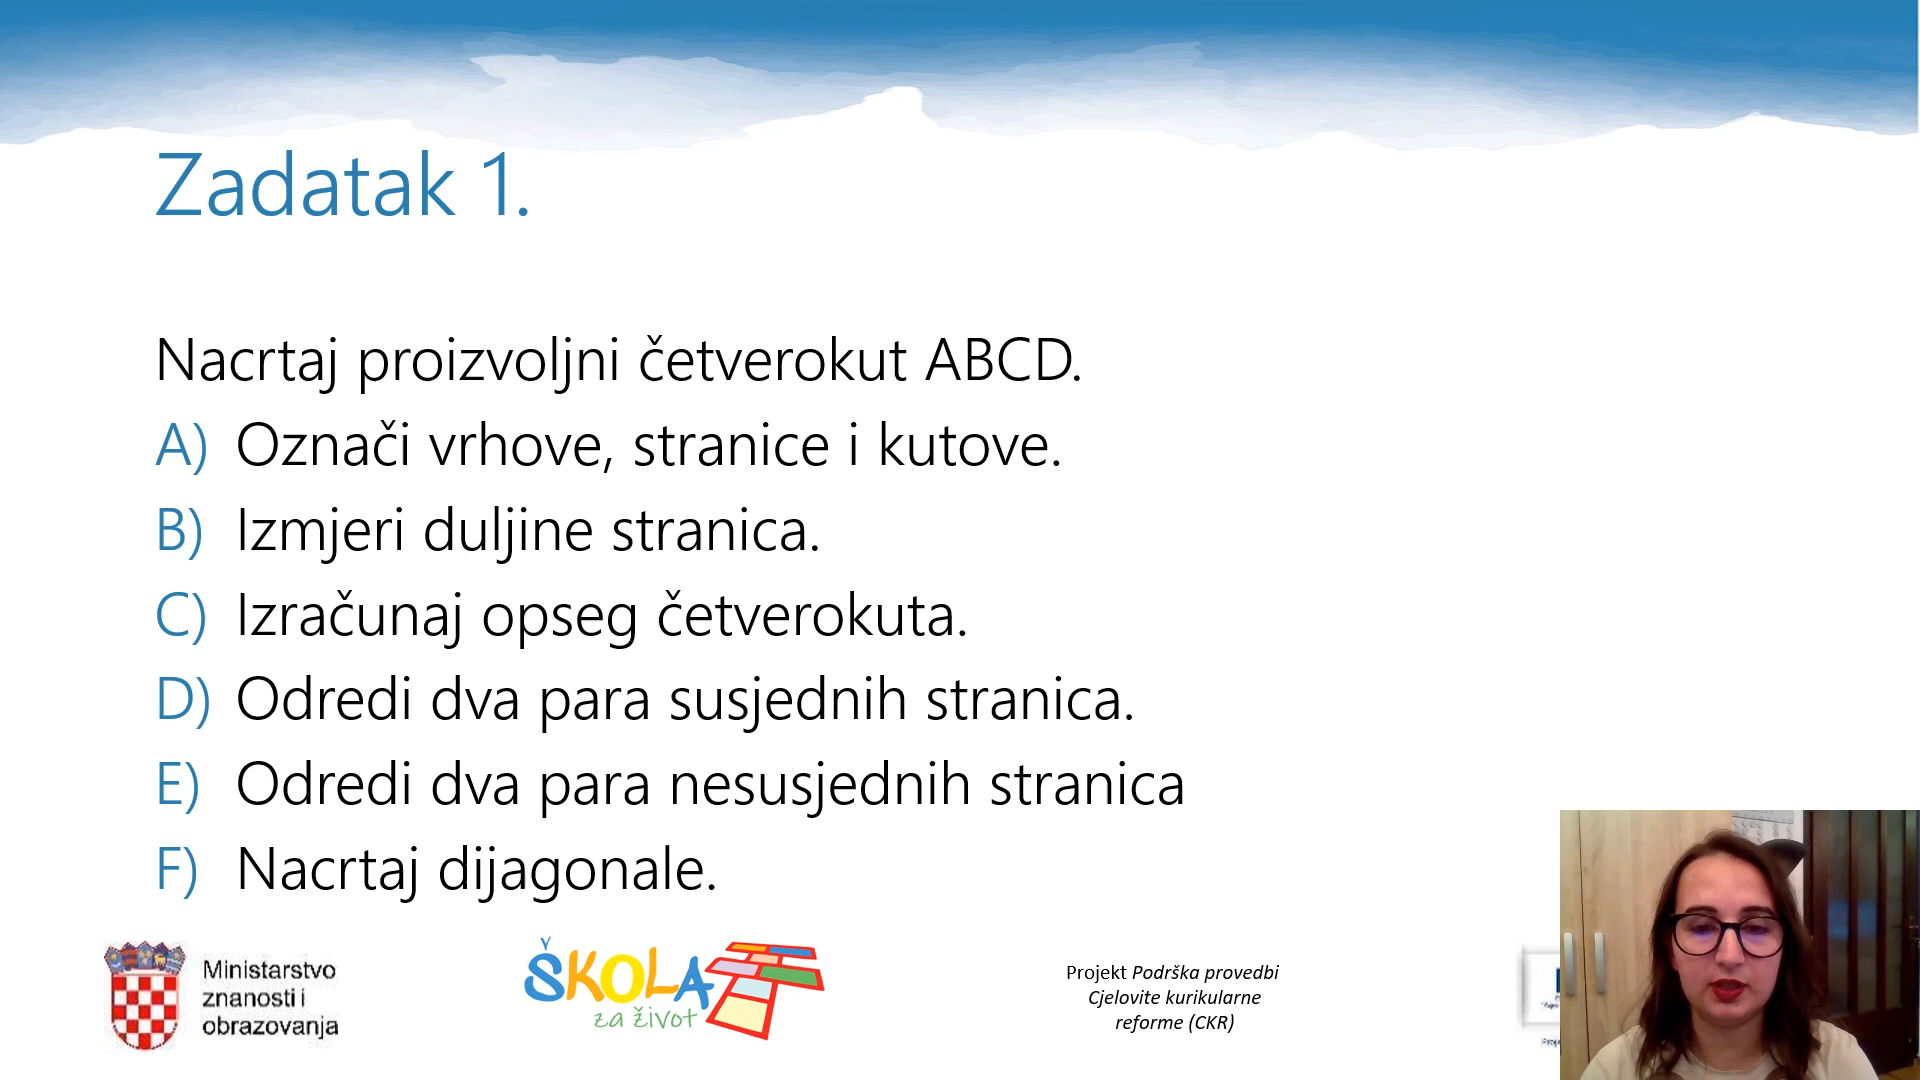 Zadatak 1.
Nacrtaj proizvoljni četverokut ABCD.
A) Označi vrhove, stranice i kutove.
B) Izmjeri duljine stranica.
C) Izračunaj opseg četverokuta.
D) Odredi dva para susjednih stranica.
E) Odredi dva para nesusjednih stranica
F) Nacrtaj dijagonale.
Ministarstvo
znanosti i
obrazovanja
ŠKOLA
za život
Projekt Podrška provedbi
Cjelovite kurikularne
reforme (CKR)